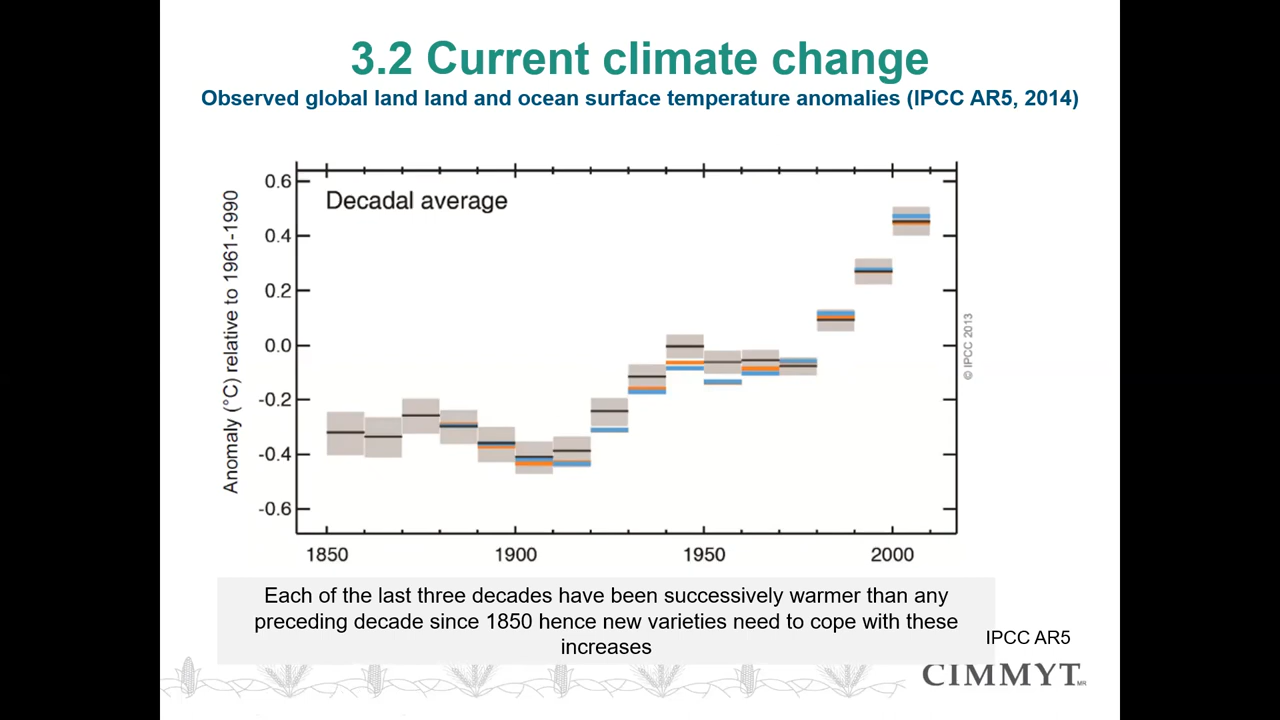 3.2 Current climate change
Observed global land land and ocean surface temperature anomalies (IPCC AR5, 2014)
Decadal average
Anomaly (°C) relative to 1961-1990
0.6
0.4
0.2
0.0
-0.2
-0.4
-0.6
1850
1900
1950
2000
© IPCC 2013
Each of the last three decades have been successively warmer than any
preceding decade since 1850 hence new varieties need to cope with these
increases
IPCC AR5
CIMMYT MR